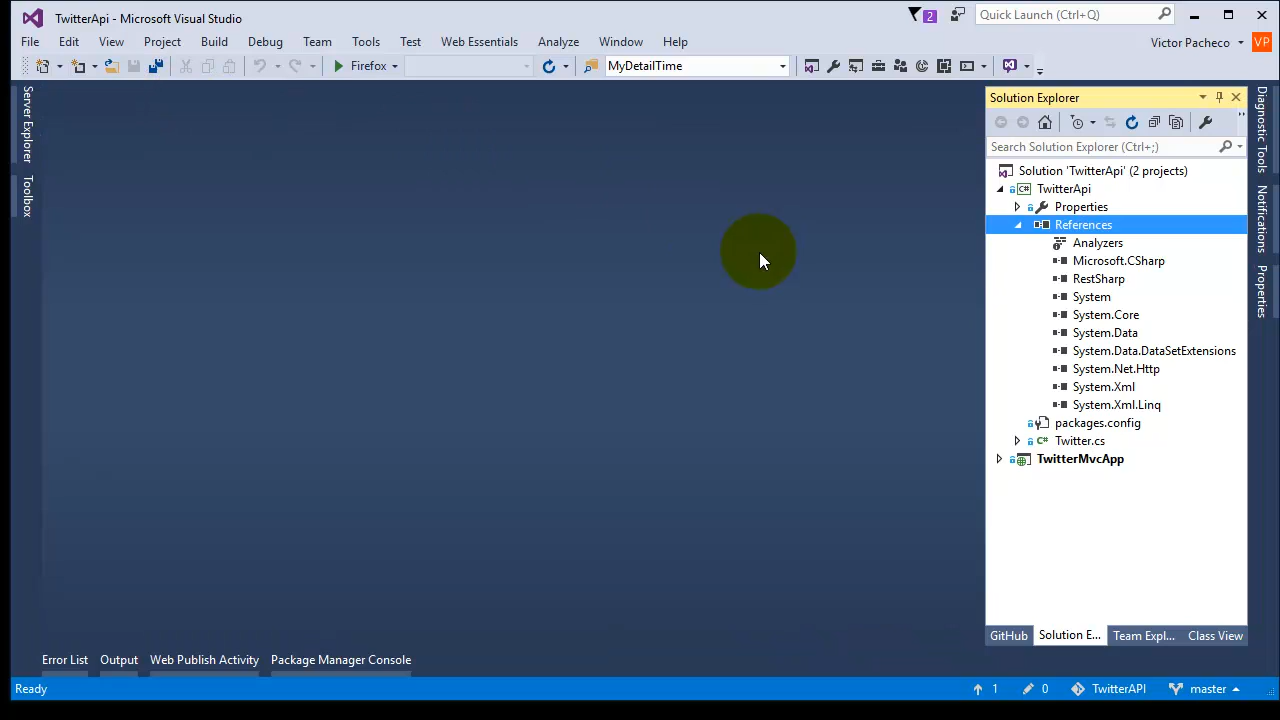 TwitterApi - Microsoft Visual Studio
2
Quick Launch (Ctrl+Q)
File Edit View Project Build Debug Team Tools Test Web Essentials Analyze Window Help
Victor Pacheco
VP
Firefox
MyDetailTime
Server Explorer
Toolbox
Solution Explorer
Search Solution Explorer (Ctrl+;)
Solution 'TwitterApi' (2 projects)
C# TwitterApi
Properties
References
Analyzers
Microsoft.CSharp
RestSharp
System
System.Core
System.Data
System.Data.DataSetExtensions
System.Net.Http
System.Xml
System.Xml.Linq
packages.config
C# Twitter.cs
TwitterMvcApp
GitHub Solution E... Team Expl... Class View
Diagnostic Tools
Notifications
Properties
Error List Output Web Publish Activity Package Manager Console
Ready
1 0 TwitterAPI master